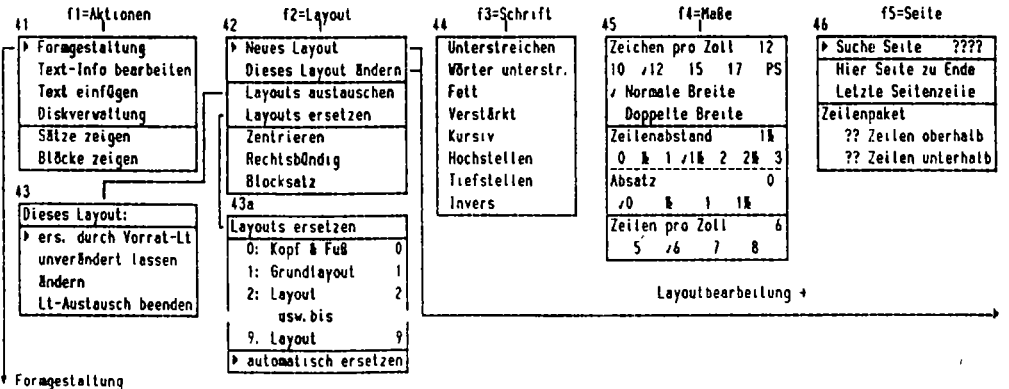 f1=Aktionen
41
Formgestaltung
Text-Info bearbeiten
Text einfügen
Diskverwaltung
Sätze zeigen
Blöcke zeigen
43
Dieses Layout:
ers. durch Vorrat-Lt
unverändert lassen
ändern
Lt-Austausch beenden
Formgestaltung
f2=Layout
42
Neues Layout
Dieses Layout ändern
Layouts austauschen
Layouts ersetzen
Zentrieren
Rechtsbündig
Blocksatz
43a
Layouts ersetzen
0: Kopf & Fuß 0
1: Grundlayout 1
2: Layout 2
usw. bis
9. Layout 9
automatisch ersetzen
f3=Schrift
44
Unterstreichen
Wörter unterstr.
Fett
Verstärkt
Kursiv
Hochstellen
Tiefstellen
Invers
f4=Maße
45
Zeichen pro Zoll 12
10 ✓12 15 17 PS
✓ Normale Breite
Doppelte Breite
Zeilenabstand 1½
0 ½ 1 ✓1½ 2 2½ 3
Absatz 0
✓0 ½ 1 1½
Zeilen pro Zoll 6
5 ✓6 7 8
f5=Seite
46
Suche Seite ????
Hier Seite zu Ende
Letzte Seitenzeile
Zeilenpaket
?? Zeilen oberhalb
?? Zeilen unterhalb
Layoutbearbeitung →